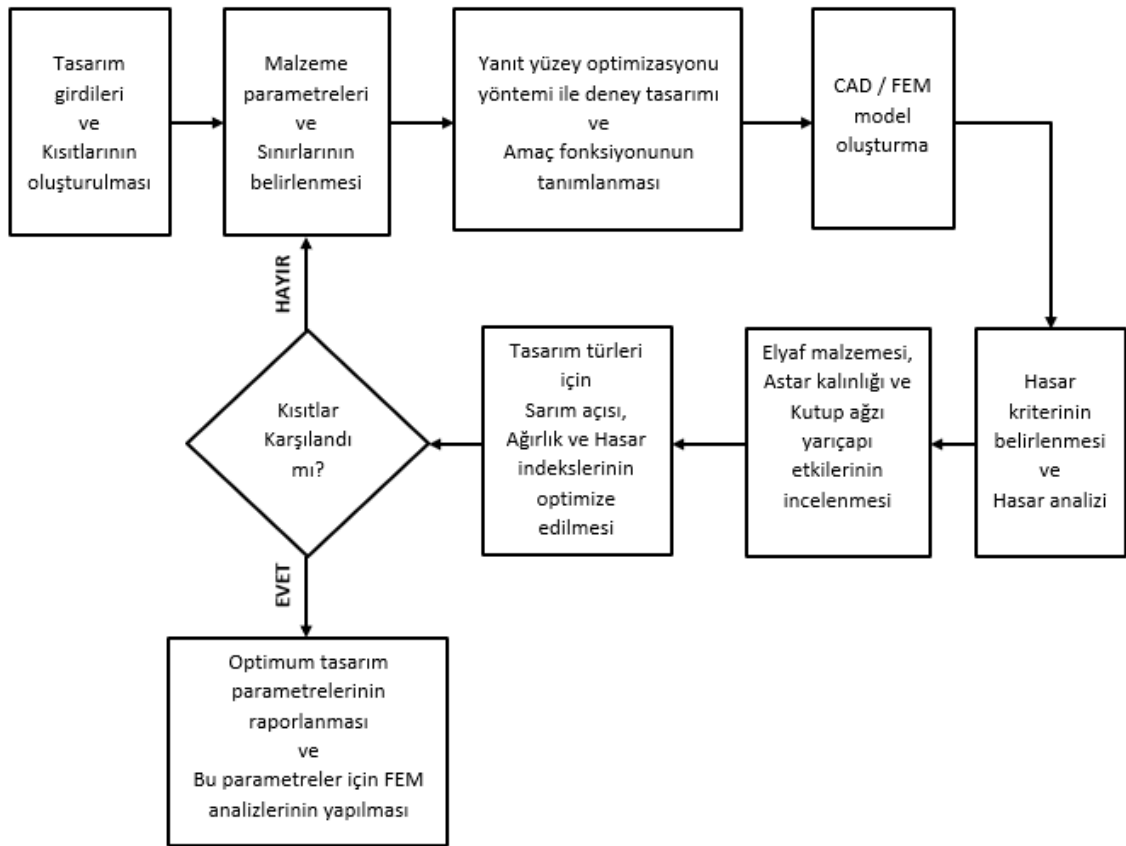 Tasarım
girdileri
ve
Kısıtlarının
oluşturulması
Malzeme
parametreleri
ve
Sınırlarının
belirlenmesi
Yanıt yüzey optimizasyonu
yöntemi ile deney tasarımı
ve
Amaç fonksiyonunun
tanımlanması
CAD / FEM
model
oluşturma
Hasar
kriterinin
belirlenmesi
ve
Hasar analizi
Elyaf malzemesi,
Astar kalınlığı ve
Kutup ağzı
yarıçapı
etkilerinin
incelenmesi
Tasarım türleri
için
Sarım açısı,
Ağırlık ve Hasar
indekslerinin
optimize
edilmesi
Kısıtlar
Karşılandı
mı?
HAYIR
EVET
Optimum tasarım
parametrelerinin
raporlanması
ve
Bu parametreler için FEM
analizlerinin yapılması